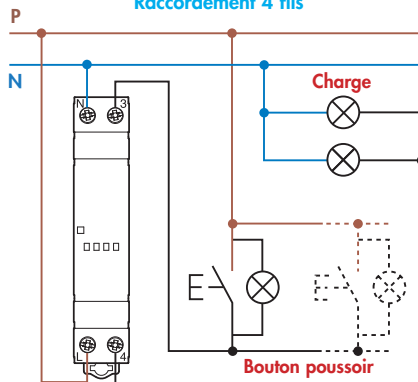 Raccordement 4 fils
P
N
Charge
N 3
L 4
Bouton poussoir